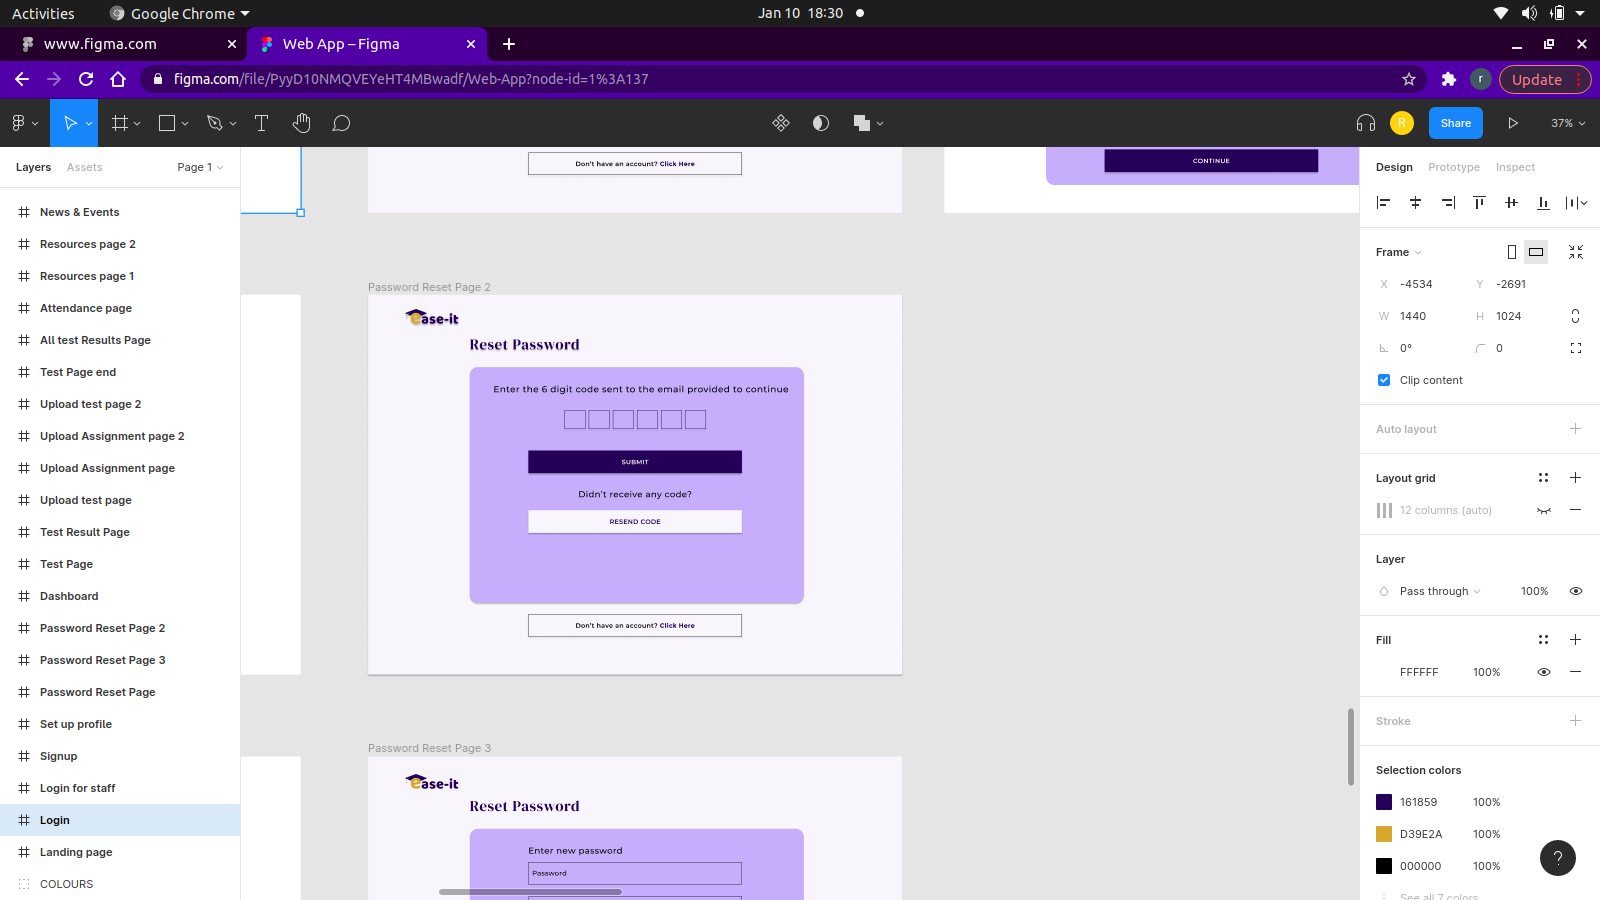 Activities
Google Chrome
Jan 10 18:30
www.figma.com
Web App – Figma
figma.com/file/PyyD10NMQVEYeHT4MBwadf/Web-App?node-id=1%3A137
r
Update
R
Share
37%
Layers
Assets
Page 1
News & Events
Resources page 2
Resources page 1
Attendance page
All test Results Page
Test Page end
Upload test page 2
Upload Assignment page 2
Upload Assignment page
Upload test page
Test Result Page
Test Page
Dashboard
Password Reset Page 2
Password Reset Page 3
Password Reset Page
Set up profile
Signup
Login for staff
Login
Landing page
COLOURS
Don't have an account? Click Here
CONTINUE
Password Reset Page 2
ease-it
Reset Password
Enter the 6 digit code sent to the email provided to continue
SUBMIT
Didn't receive any code?
RESEND CODE
Don't have an account? Click Here
Password Reset Page 3
ease-it
Reset Password
Enter new password
Password
Design
Prototype
Inspect
Frame
X -4534
Y -2691
W 1440
H 1024
0°
0
Clip content
Auto layout
Layout grid
12 columns (auto)
Layer
Pass through
100%
Fill
FFFFFF
100%
Stroke
Selection colors
161859
100%
D39E2A
100%
000000
100%
See all 7 colors
?